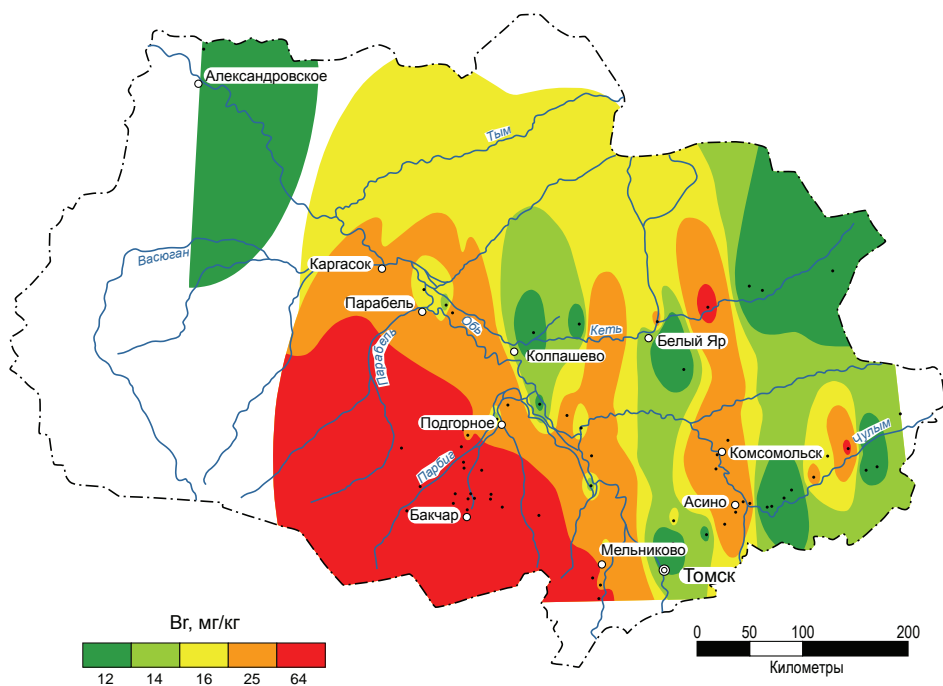 Александровское
Тым
Васюган
Каргасок
Парабель
Обь
Кеть
Белый Яр
Колпашево
Парабель
Подгорное
Чулым
Комсомольск
Парбиг
Асино
Бакчар
Мельниково
Томск
Br, мг/кг
12 14 16 25 64
0 50 100 200
Километры